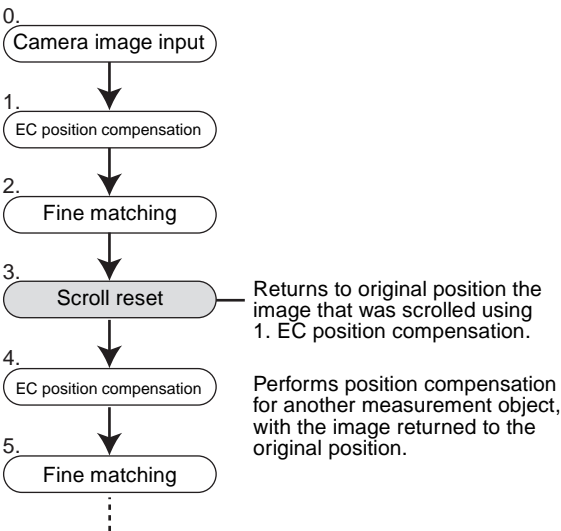 0.
Camera image input
1.
EC position compensation
2.
Fine matching
3.
Scroll reset
Returns to original position the
image that was scrolled using
1. EC position compensation.
4.
EC position compensation
Performs position compensation
for another measurement object,
with the image returned to the
original position.
5.
Fine matching